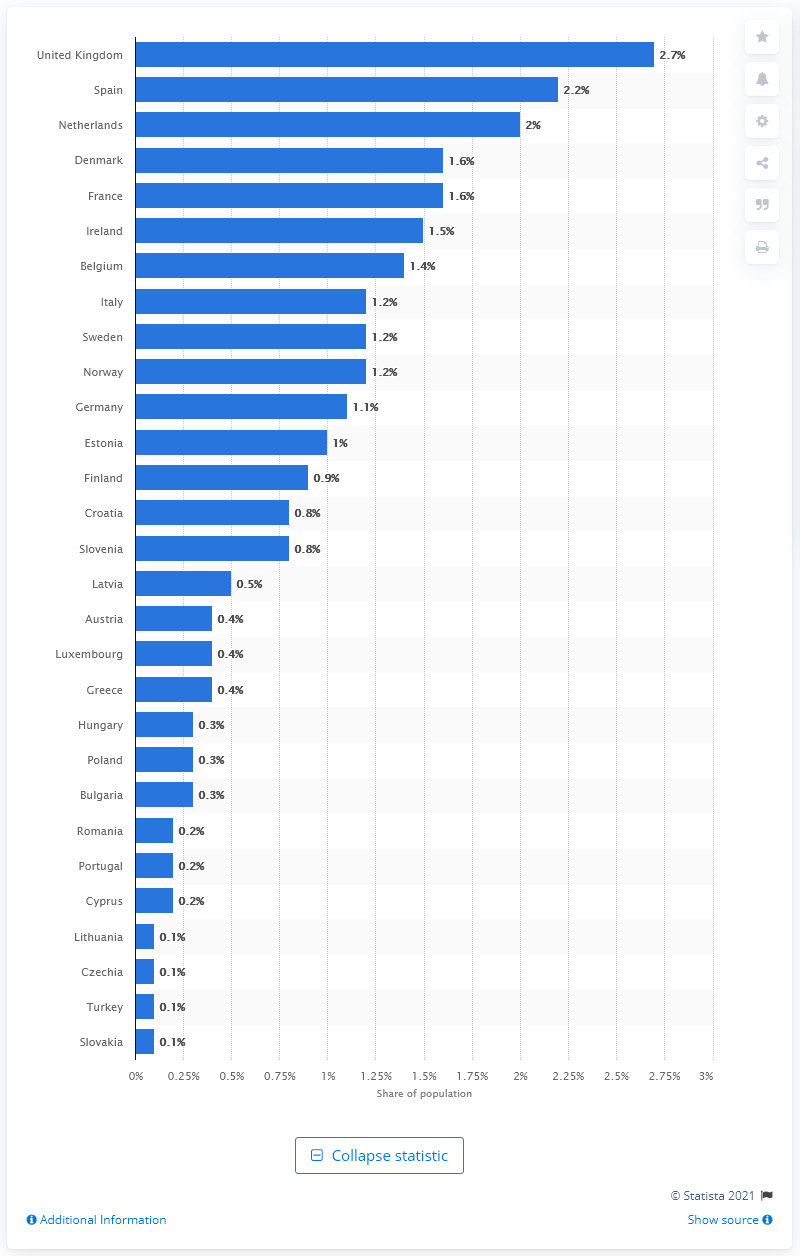 United Kingdom 2.7%
Spain 2.2%
Netherlands 2%
Denmark 1.6%
France 1.6%
Ireland 1.5%
Belgium 1.4%
Italy 1.2%
Sweden 1.2%
Norway 1.2%
Germany 1.1%
Estonia 1%
Finland 0.9%
Croatia 0.8%
Slovenia 0.8%
Latvia 0.5%
Austria 0.4%
Luxembourg 0.4%
Greece 0.4%
Hungary 0.3%
Poland 0.3%
Bulgaria 0.3%
Romania 0.2%
Portugal 0.2%
Cyprus 0.2%
Lithuania 0.1%
Czechia 0.1%
Turkey 0.1%
Slovakia 0.1%
0% 0.25% 0.5% 0.75% 1% 1.25% 1.5% 1.75% 2% 2.25% 2.5% 2.75% 3%
Share of population
Collapse statistic
© Statista 2021
Additional Information Show source